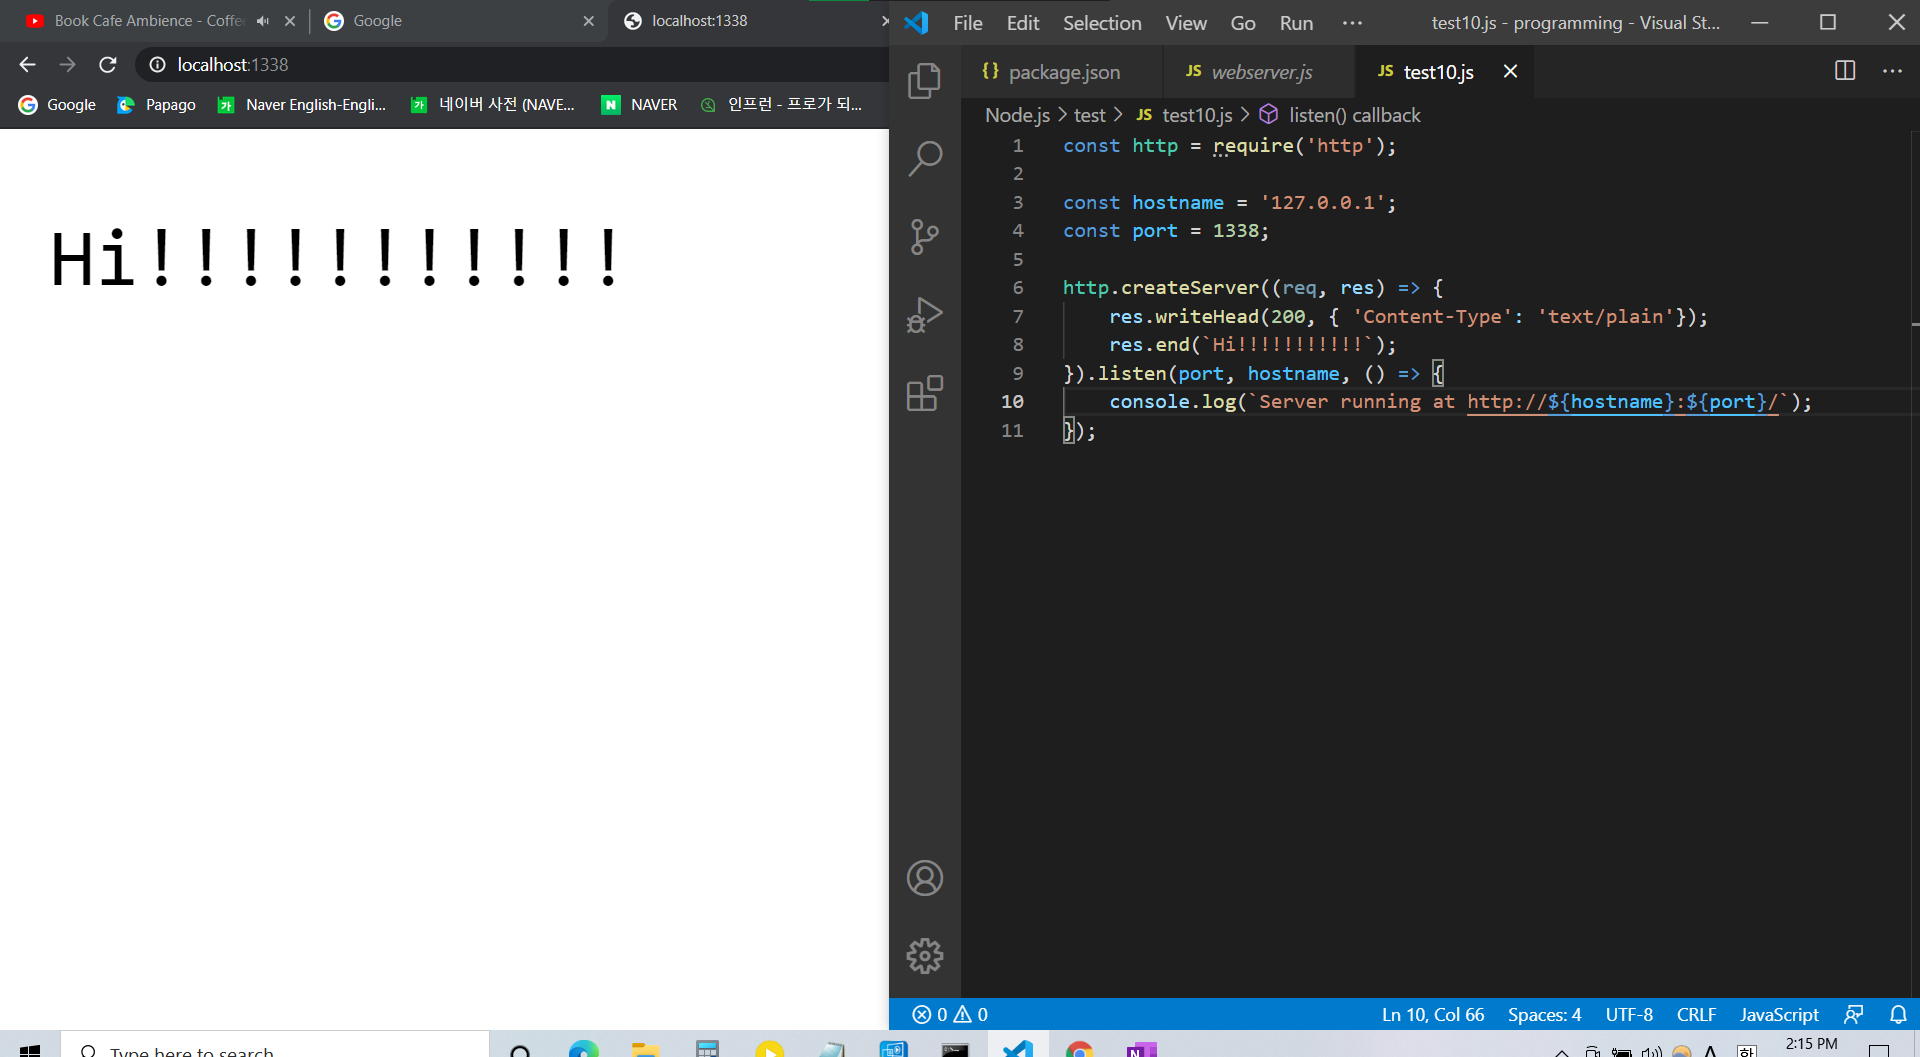 Book Cafe Ambience - Coffe
Google
localhost:1338
localhost:1338
Google
Papago
Naver English-Engli...
네이버 사전 (NAVE...
NAVER
인프런 - 프로가 되...
Hi!!!!!!!!!!!
File Edit Selection View Go Run ···
test10.js - programming - Visual St...
{} package.json
JS webserver.js
JS test10.js
Node.js > test > JS test10.js > listen() callback
1 const http = require('http');
2
3 const hostname = '127.0.0.1';
4 const port = 1338;
5
6 http.createServer((req, res) => {
7 res.writeHead(200, { 'Content-Type': 'text/plain'});
8 res.end(`Hi!!!!!!!!!!!`);
9 }).listen(port, hostname, () => {
10 console.log(`Server running at http://${hostname}:${port}/`);
11 });
0 0
Ln 10, Col 66 Spaces: 4 UTF-8 CRLF JavaScript
Type here to search
A 한 2:15 PM